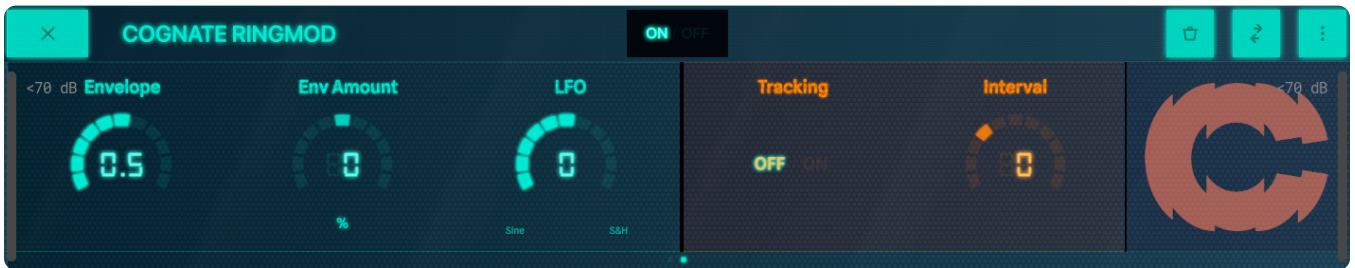 COGNATE RINGMOD ON / OFF
<70 dB Envelope Env Amount LFO Tracking Interval <70 dB
0.5 0 0 OFF ON 0
%
Sine S&H